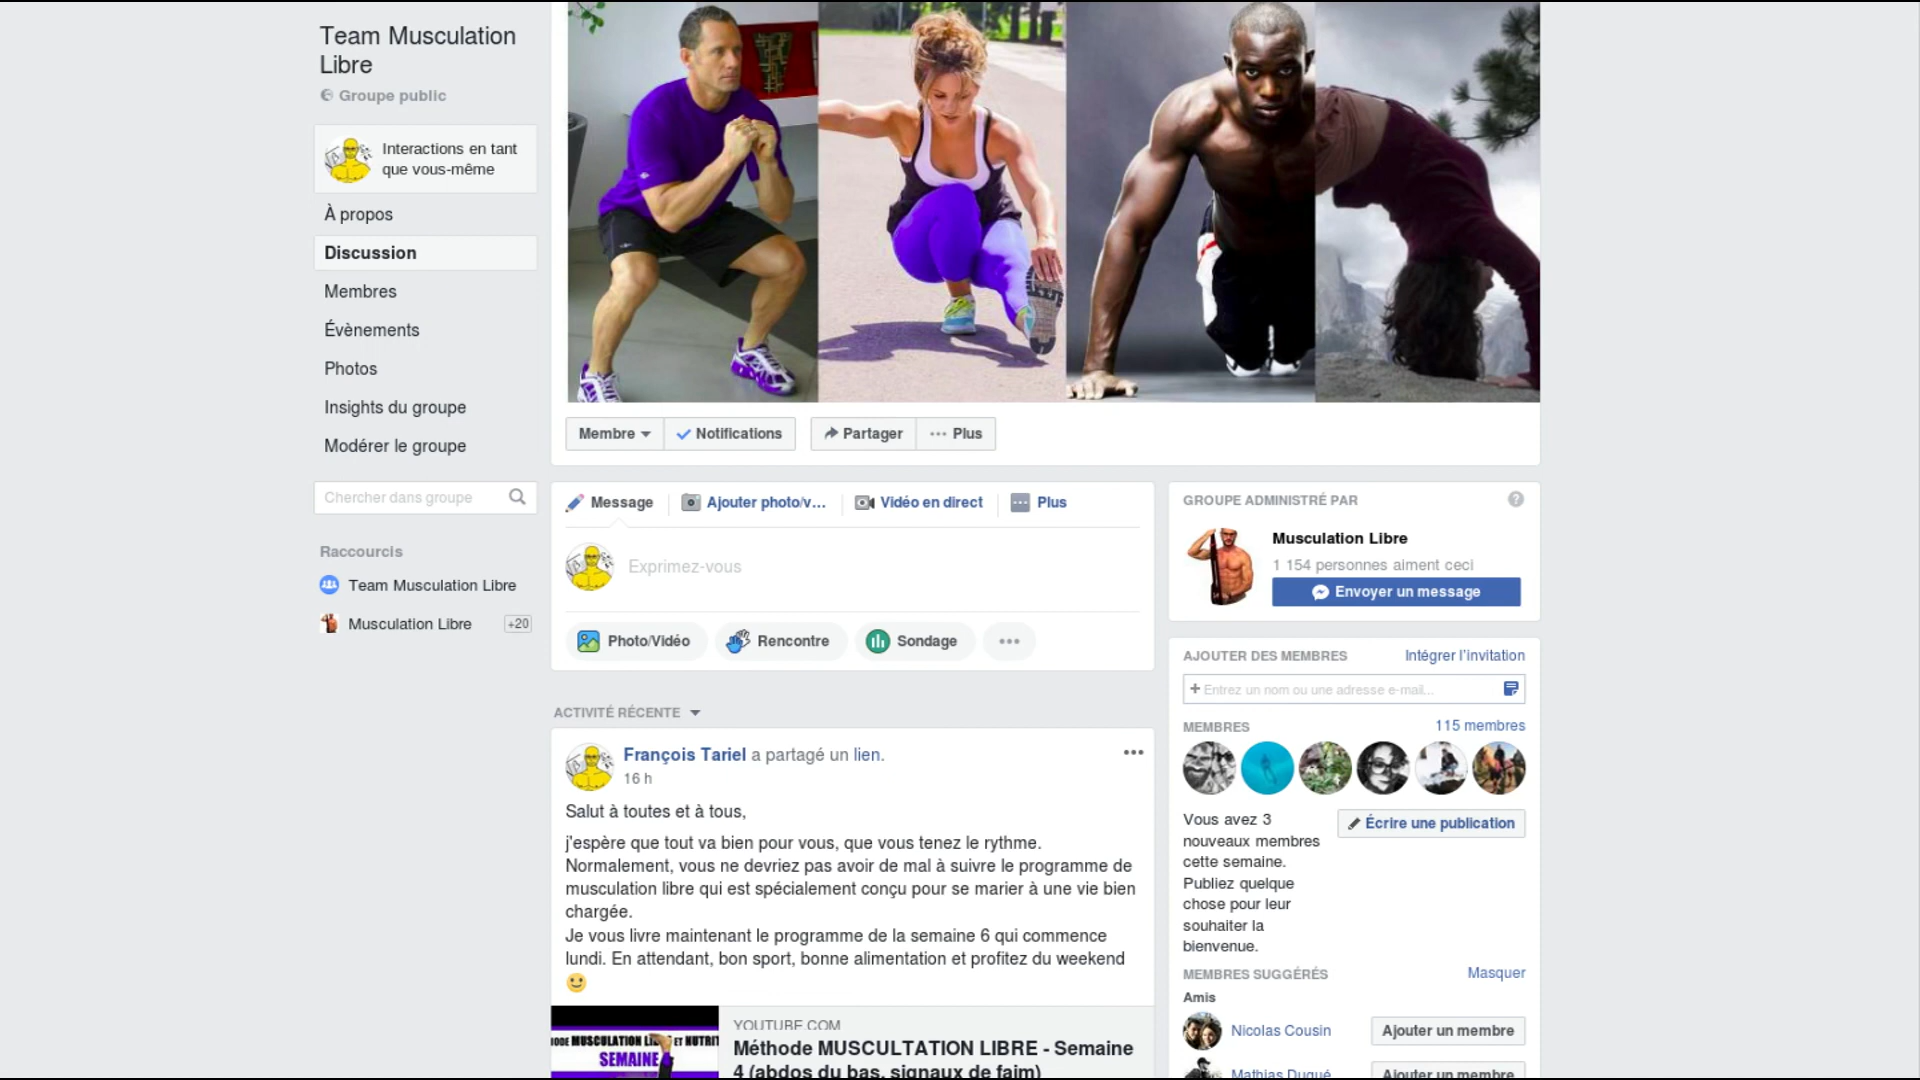 Team Musculation
Libre
Groupe public
Interactions en tant
que vous-même
À propos
Discussion
Membres
Évènements
Photos
Insights du groupe
Modérer le groupe
Chercher dans groupe
Raccourcis
Team Musculation Libre
Musculation Libre +20
Membre Notifications Partager ••• Plus
Message Ajouter photo/v... Vidéo en direct Plus
Exprimez-vous
Photo/Vidéo Rencontre Sondage •••
ACTIVITÉ RÉCENTE
François Tariel a partagé un lien.
16 h
Salut à toutes et à tous,
j'espère que tout va bien pour vous, que vous tenez le rythme.
Normalement, vous ne devriez pas avoir de mal à suivre le programme de
musculation libre qui est spécialement conçu pour se marier à une vie bien
chargée.
Je vous livre maintenant le programme de la semaine 6 qui commence
lundi. En attendant, bon sport, bonne alimentation et profitez du weekend
🙂
MUSCULATION
ET NUTRIT
SEMAINE
YOUTUBE.COM
Méthode MUSCULTATION LIBRE - Semaine
4 (abdos du bas, signaux de faim)
GROUPE ADMINISTRÉ PAR
Musculation Libre
1 154 personnes aiment ceci
Envoyer un message
AJOUTER DES MEMBRES Intégrer l'invitation
+ Entrez un nom ou une adresse e-mail...
MEMBRES 115 membres
Vous avez 3
nouveaux membres
cette semaine.
Publiez quelque
chose pour leur
souhaiter la
bienvenue.
Écrire une publication
MEMBRES SUGGÉRÉS Masquer
Amis
Nicolas Cousin Ajouter un membre
Mathias Dugué Ajouter un membre